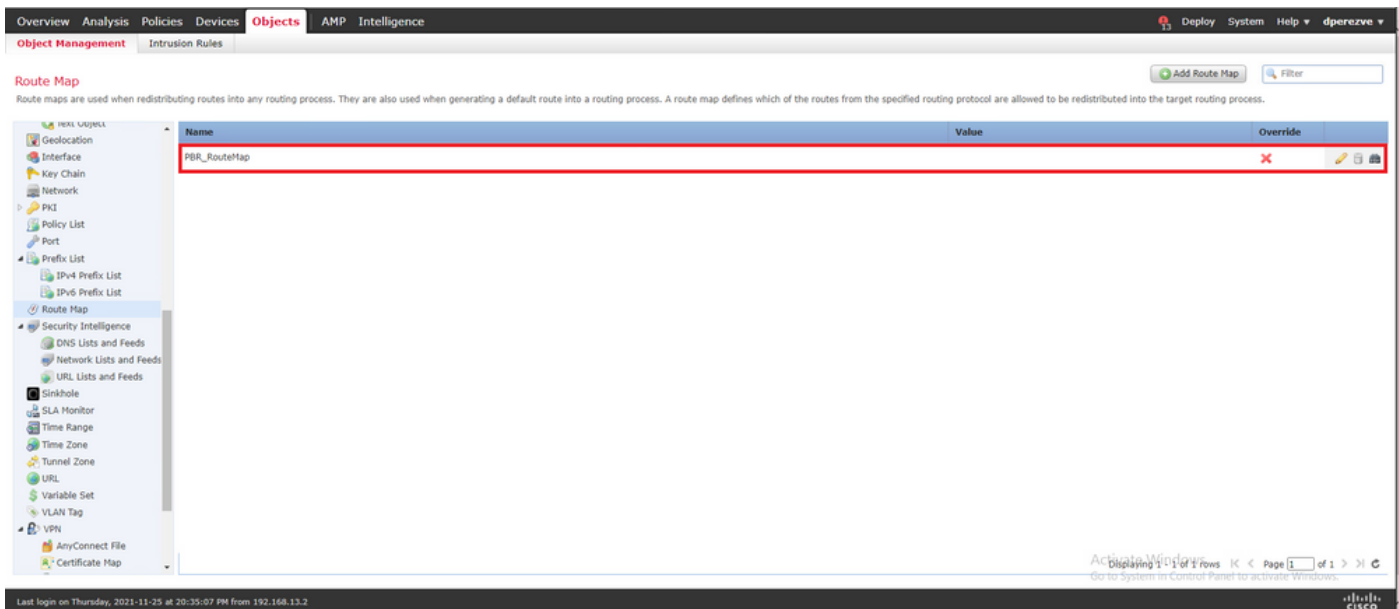 Overview Analysis Policies Devices Objects AMP Intelligence
13 Deploy System Help dperezve
Object Management Intrusion Rules
Route Map
Add Route Map Filter
Route maps are used when redistributing routes into any routing process. They are also used when generating a default route into a routing process. A route map defines which of the routes from the specified routing protocol are allowed to be redistributed into the target routing process.
Text Object
Geolocation
Interface
Key Chain
Network
PKI
Policy List
Port
Prefix List
IPv4 Prefix List
IPv6 Prefix List
Route Map
Security Intelligence
DNS Lists and Feeds
Network Lists and Feeds
URL Lists and Feeds
Sinkhole
SLA Monitor
Time Range
Time Zone
Tunnel Zone
URL
Variable Set
VLAN Tag
VPN
AnyConnect File
Certificate Map
Name Value Override
PBR_RouteMap
Activate Windows
Go to System in Control Panel to activate Windows.
Displaying 1 - 1 of 1 rows Page 1 of 1
Last login on Thursday, 2021-11-25 at 20:35:07 PM from 192.168.13.2
CISCO